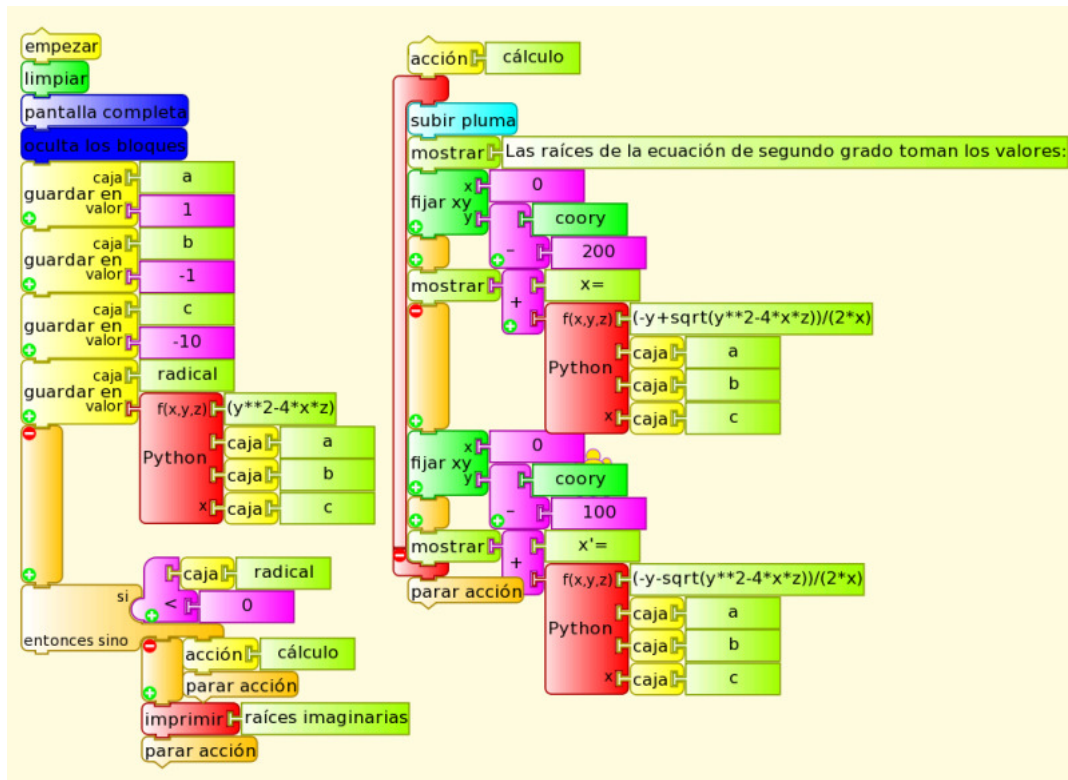 empezar
limpiar
pantalla completa
oculta los bloques
caja a
guardar en
valor 1
caja b
guardar en
valor -1
caja c
guardar en
valor -10
caja radical
guardar en
valor f(x,y,z) (y**2-4*x*z)
caja a
Python
caja b
x caja c
si caja radical
< 0
entonces sino
acción cálculo
parar acción
imprimir raíces imaginarias
parar acción
acción cálculo
subir pluma
mostrar Las raíces de la ecuación de segundo grado toman los valores:
x 0
fijar xy
y coory
- 200
mostrar + x=
f(x,y,z) (-y+sqrt(y**2-4*x*z))/(2*x)
Python caja a
caja b
x caja c
x 0
fijar xy
y coory
- 100
mostrar + x'=
parar acción f(x,y,z) (-y-sqrt(y**2-4*x*z))/(2*x)
caja a
Python
caja b
x caja c